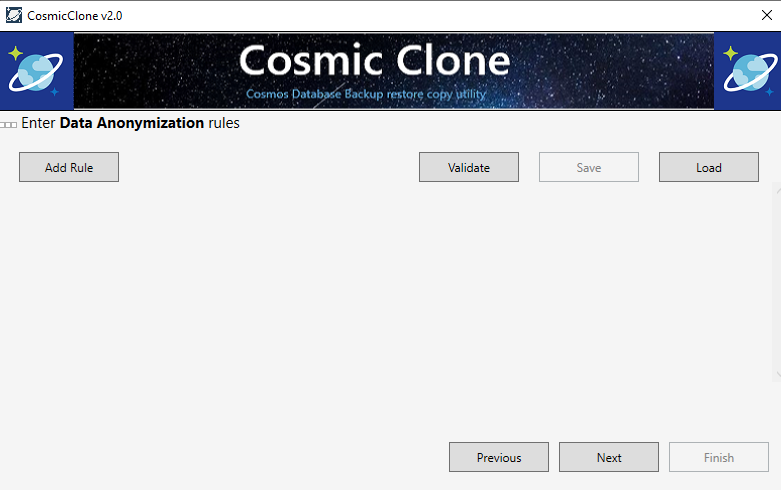 CosmicClone v2.0
Cosmic Clone
Cosmos Database Backup restore copy utility
Enter Data Anonymization rules
Add Rule Validate Save Load
Previous Next Finish